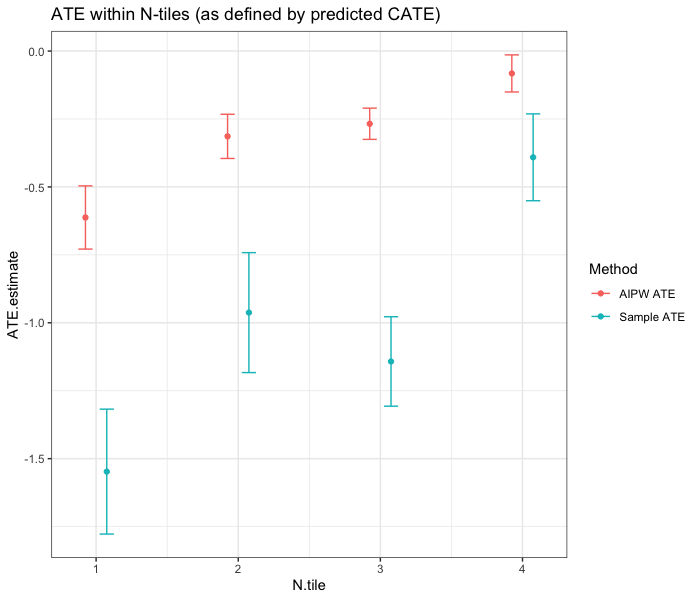 ATE within N-tiles (as defined by predicted CATE)
0.0
-0.5
-1.0
-1.5
ATE.estimate
1 2 3 4
N.tile
Method
AIPW ATE
Sample ATE